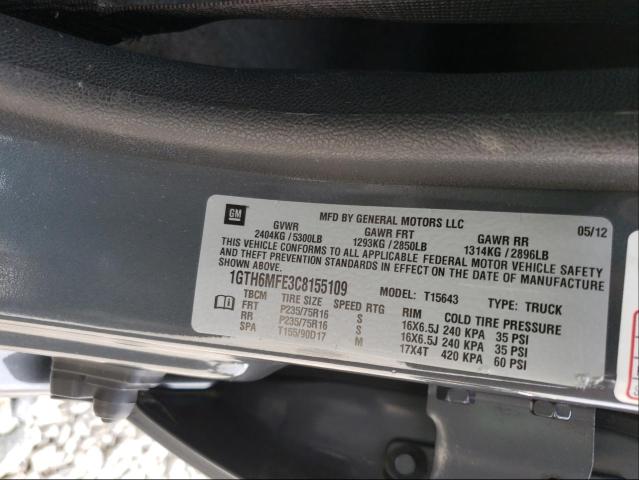 GM
MFD BY GENERAL MOTORS LLC 05/12
GVWR GAWR FRT GAWR RR
2404KG / 5300LB 1293KG / 2850LB 1314KG / 2896LB
THIS VEHICLE CONFORMS TO ALL APPLICABLE FEDERAL MOTOR VEHICLE SAFETY
AND THEFT PREVENTION STANDARDS IN EFFECT ON THE DATE OF MANUFACTURE
1GTH6MFE3C8155109 MODEL: T15643 TYPE: TRUCK
TBCM TIRE SIZE SPEED RTG RIM COLD TIRE PRESSURE
FRT P235/75R16 S 16X6.5J 240 KPA 35 PSI
RR P235/75R16 S 16X6.5J 240 KPA 35 PSI
SPA T155/90D17 M 17X4T 420 KPA 60 PSI